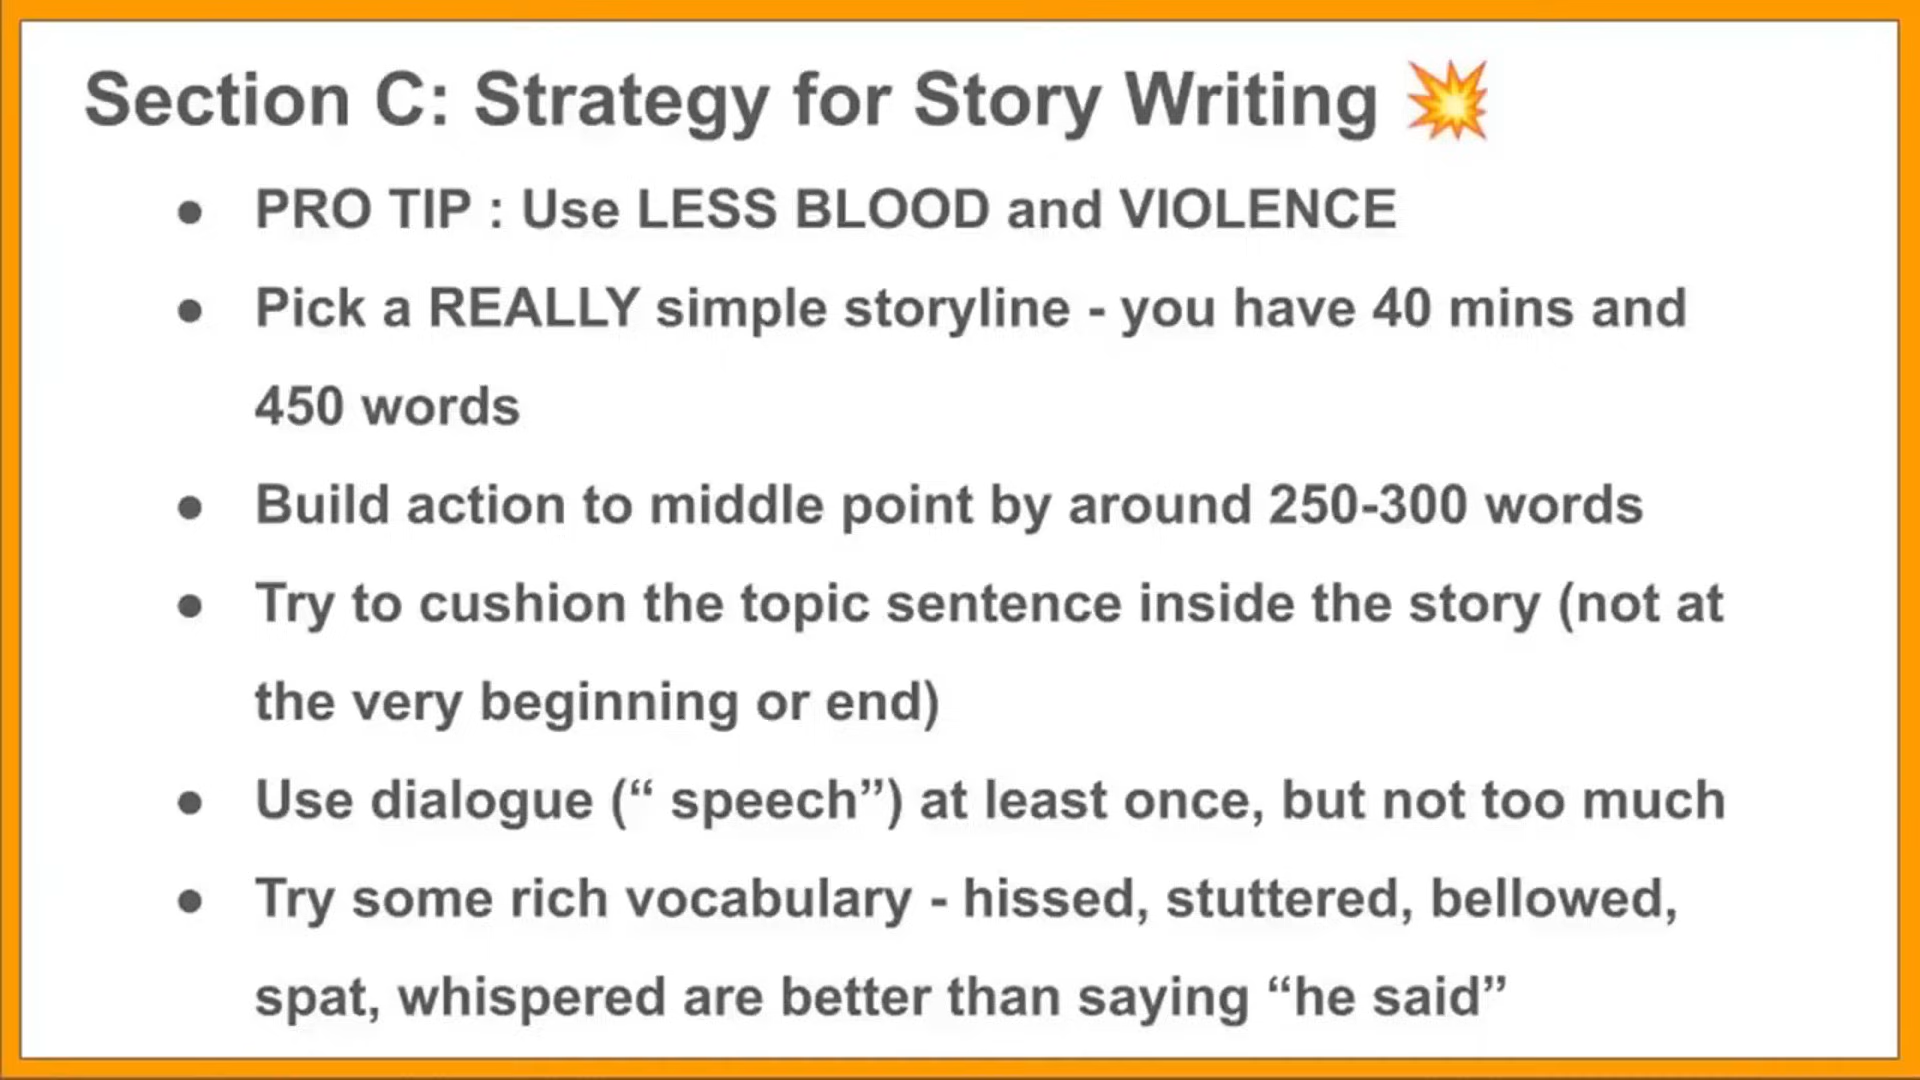 Section C: Strategy for Story Writing 💥
● PRO TIP : Use LESS BLOOD and VIOLENCE
● Pick a REALLY simple storyline - you have 40 mins and
450 words
● Build action to middle point by around 250-300 words
● Try to cushion the topic sentence inside the story (not at
the very beginning or end)
● Use dialogue (“ speech”) at least once, but not too much
● Try some rich vocabulary - hissed, stuttered, bellowed,
spat, whispered are better than saying “he said”